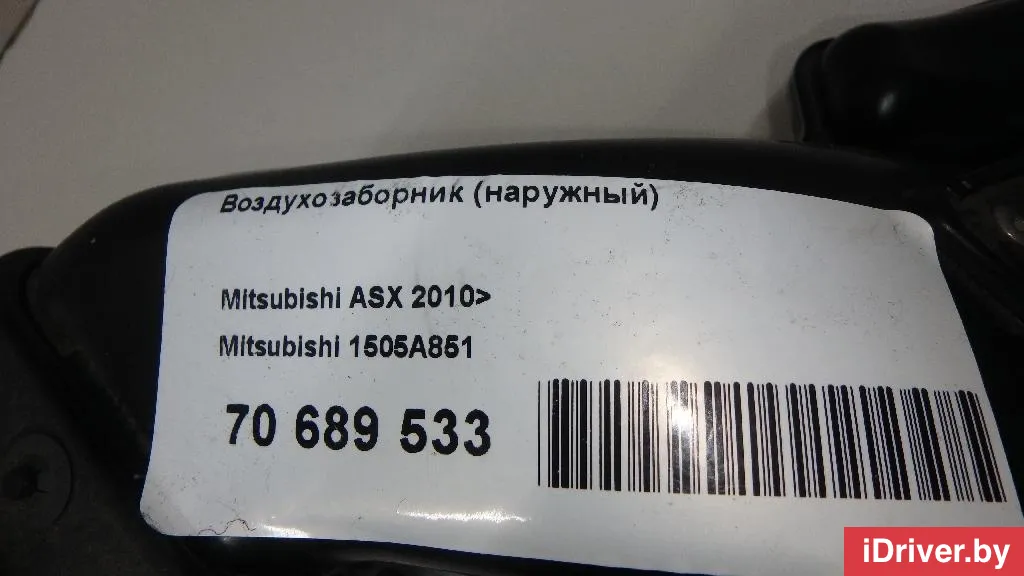 Воздухозаборник (наружный)
Mitsubishi ASX 2010>
Mitsubishi 1505A851
70 689 533
iDriver.by